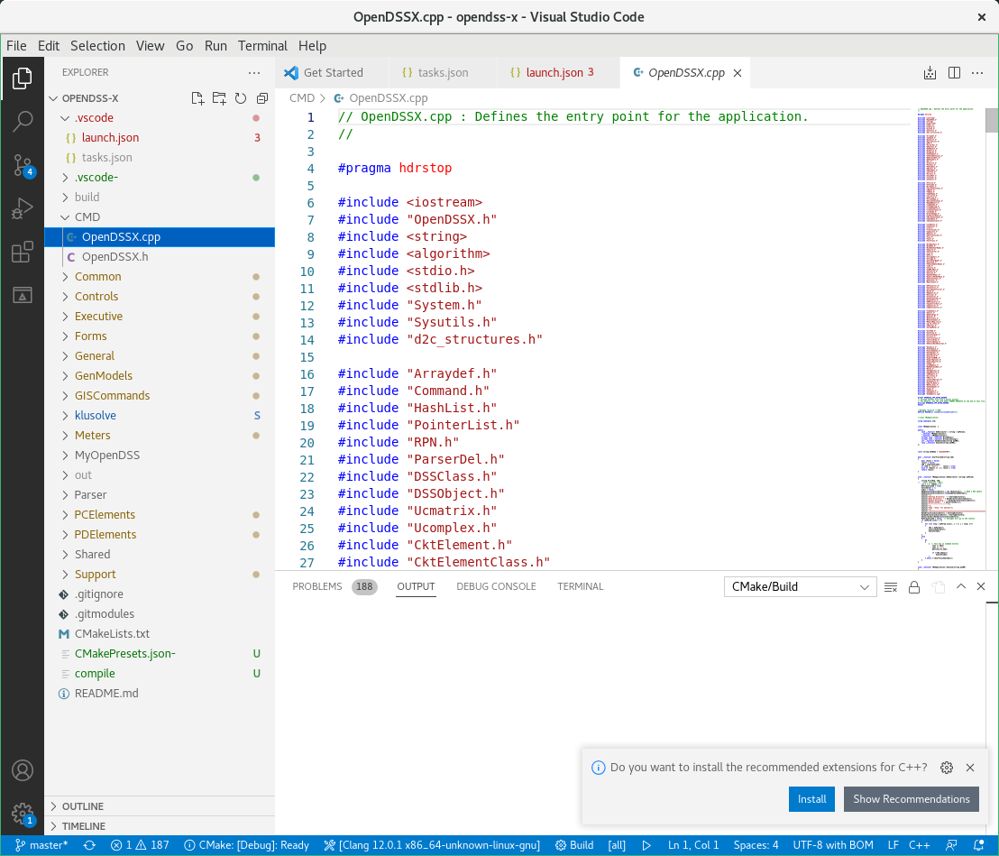 OpenDSSX.cpp - opendss-x - Visual Studio Code
File Edit Selection View Go Run Terminal Help
EXPLORER
Get Started
tasks.json
launch.json 3
OpenDSSX.cpp
OPENDSS-X
.vscode
launch.json 3
tasks.json
.vscode-
build
CMD
OpenDSSX.cpp
OpenDSSX.h
Common
Controls
Executive
Forms
General
GenModels
GISCommands
klusolve S
Meters
MyOpenDSS
out
Parser
PCElements
PDElements
Shared
Support
.gitignore
.gitmodules
CMakeLists.txt
CMakePresets.json- U
compile U
README.md
OUTLINE
TIMELINE
4
1
CMD > OpenDSSX.cpp
1 // OpenDSSX.cpp : Defines the entry point for the application.
2 //
3
4 #pragma hdrstop
5
6 #include <iostream>
7 #include "OpenDSSX.h"
8 #include <string>
9 #include <algorithm>
10 #include <stdio.h>
11 #include <stdlib.h>
12 #include "System.h"
13 #include "Sysutils.h"
14 #include "d2c_structures.h"
15
16 #include "Arraydef.h"
17 #include "Command.h"
18 #include "HashList.h"
19 #include "PointerList.h"
20 #include "RPN.h"
21 #include "ParserDel.h"
22 #include "DSSClass.h"
23 #include "DSSObject.h"
24 #include "Ucmatrix.h"
25 #include "Ucomplex.h"
26 #include "CktElement.h"
27 #include "CktElementClass.h"
PROBLEMS 188 OUTPUT DEBUG CONSOLE TERMINAL CMake/Build
Do you want to install the recommended extensions for C++?
Install Show Recommendations
master* 1 187 CMake: [Debug]: Ready [Clang 12.0.1 x86_64-unknown-linux-gnu] Build [all] Ln 1, Col 1 Spaces: 4 UTF-8 with BOM LF C++